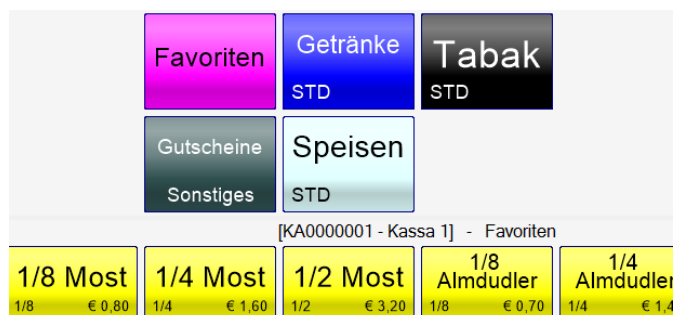 Favoriten
Getränke
STD
Tabak
STD
Gutscheine
Sonstiges
Speisen
STD
[KA0000001 - Kassa 1] - Favoriten
1/8 Most
1/8 € 0,80
1/4 Most
1/4 € 1,60
1/2 Most
1/2 € 3,20
1/8
Almdudler
1/8 € 0,70
1/4
Almdudler
1/4 € 1,4